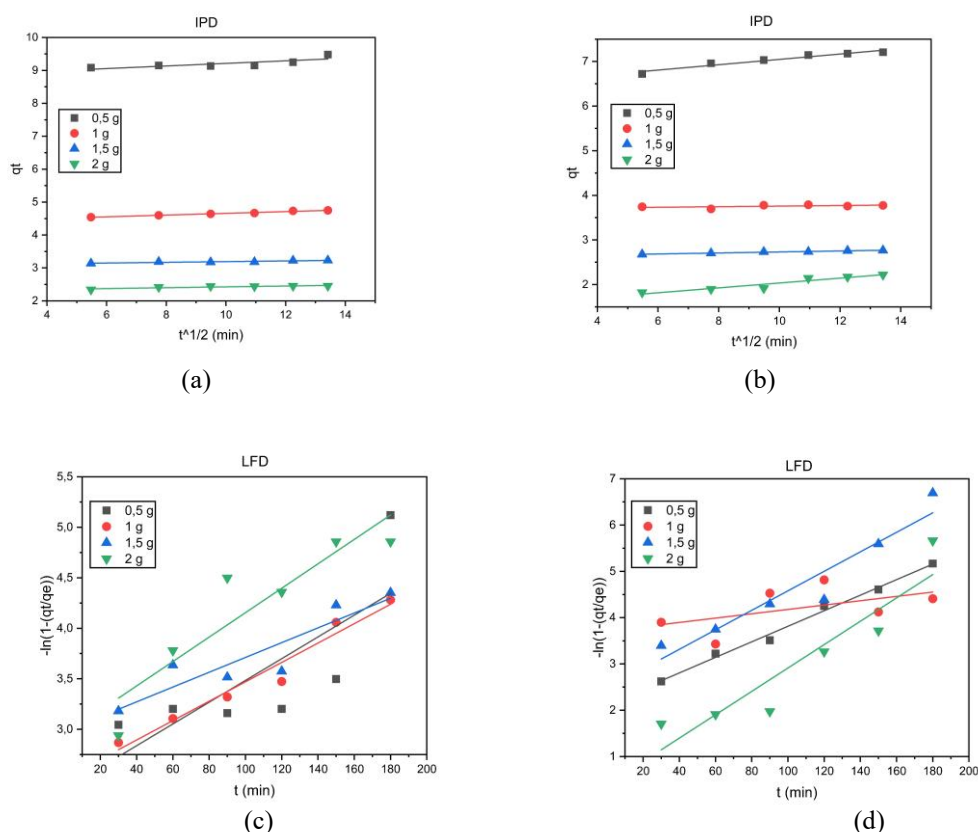 IPD
10
9
8
7
6
5
4
3
2
qt
0,5 g
1 g
1,5 g
2 g
4 6 8 10 12 14
t^1/2 (min)
(a)
IPD
7
6
5
4
3
2
qt
0,5 g
1 g
1,5 g
2 g
4 6 8 10 12 14
t^1/2 (min)
(b)
LFD
5,5
5,0
4,5
4,0
3,5
3,0
-ln(1-(qt/qe))
0,5 g
1 g
1,5 g
2 g
20 40 60 80 100 120 140 160 180 200
t (min)
(c)
LFD
7
6
5
4
3
2
1
-ln(1-(qt/qe))
0,5 g
1 g
1,5 g
2 g
20 40 60 80 100 120 140 160 180 200
t (min)
(d)